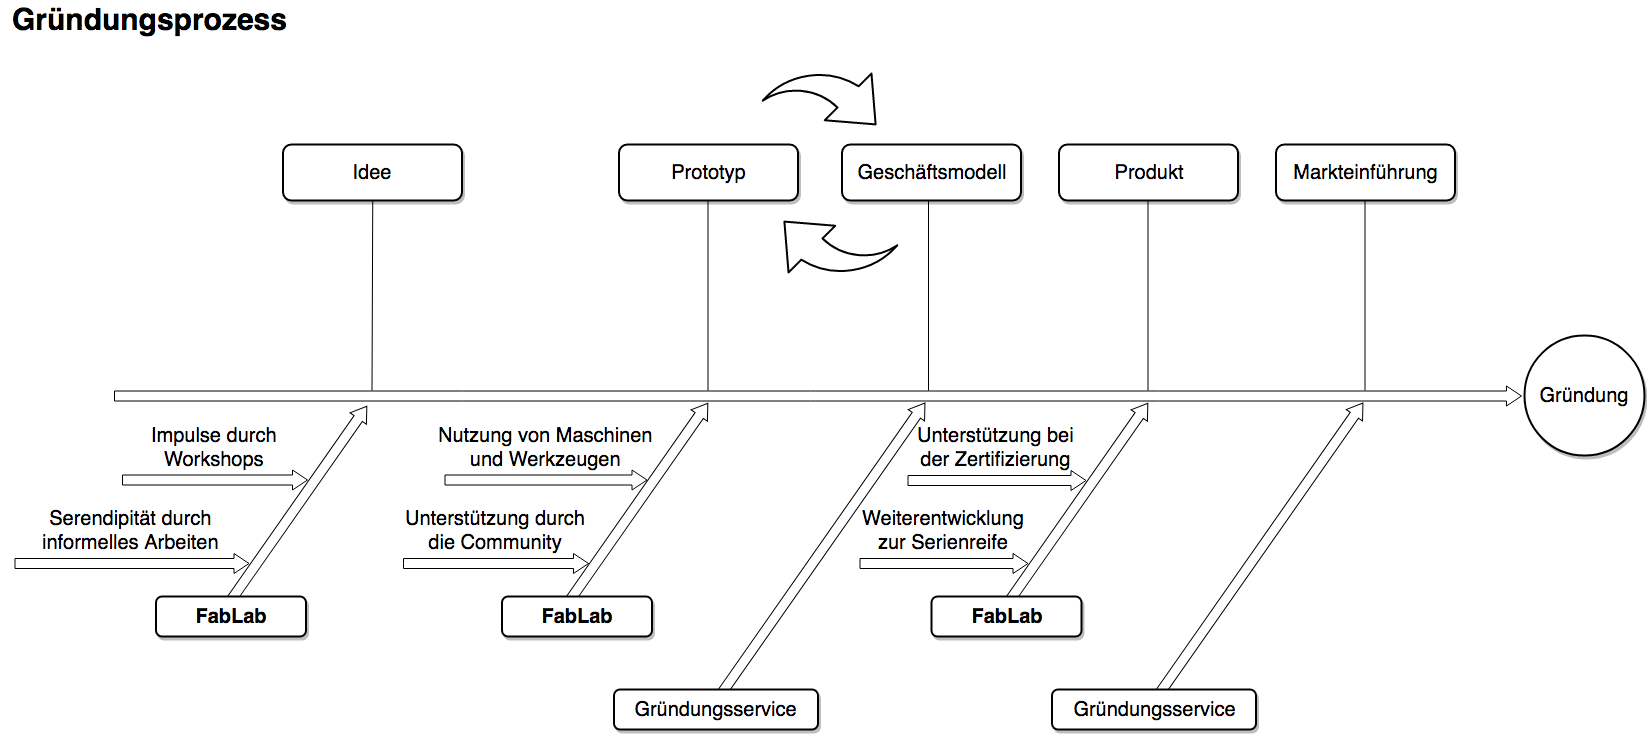 Gründungsprozess
Idee
Prototyp
Geschäftsmodell
Produkt
Markteinführung
Gründung
Impulse durch
Workshops
Nutzung von Maschinen
und Werkzeugen
Unterstützung bei
der Zertifizierung
Serendipität durch
informelles Arbeiten
Unterstützung durch
die Community
Weiterentwicklung
zur Serienreife
FabLab
FabLab
FabLab
Gründungsservice
Gründungsservice